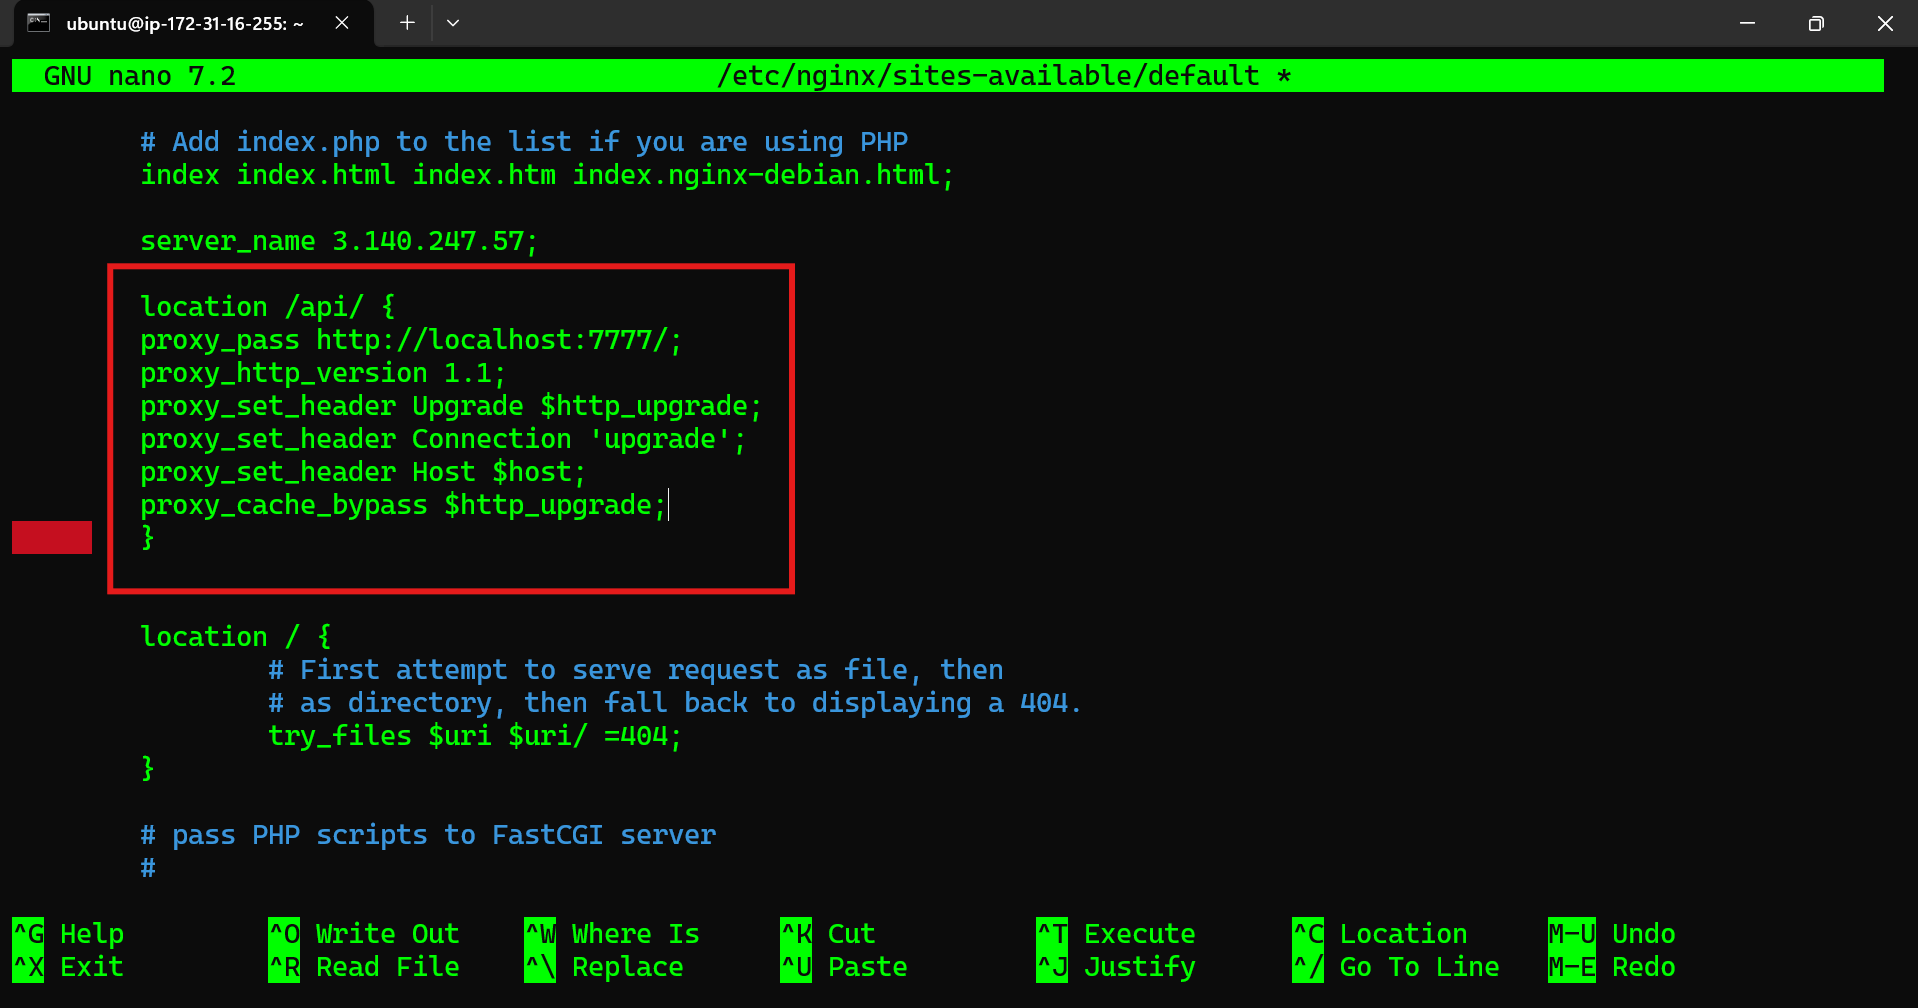 ubuntu@ip-172-31-16-255: ~
GNU nano 7.2 /etc/nginx/sites-available/default *
# Add index.php to the list if you are using PHP
index index.html index.htm index.nginx-debian.html;
server_name 3.140.247.57;
location /api/ {
proxy_pass http://localhost:7777/;
proxy_http_version 1.1;
proxy_set_header Upgrade $http_upgrade;
proxy_set_header Connection 'upgrade';
proxy_set_header Host $host;
proxy_cache_bypass $http_upgrade;
}
location / {
# First attempt to serve request as file, then
# as directory, then fall back to displaying a 404.
try_files $uri $uri/ =404;
}
# pass PHP scripts to FastCGI server
#
^G Help ^O Write Out ^W Where Is ^K Cut ^T Execute ^C Location M-U Undo
^X Exit ^R Read File ^\ Replace ^U Paste ^J Justify ^/ Go To Line M-E Redo